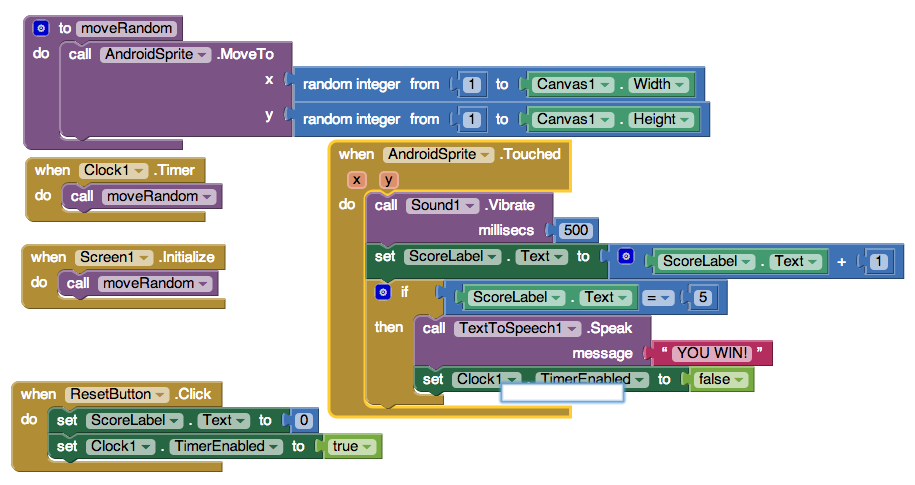 to moveRandom
do call AndroidSprite .MoveTo
x random integer from 1 to Canvas1 . Width
y random integer from 1 to Canvas1 . Height
when Clock1 .Timer
do call moveRandom
when Screen1 .Initialize
do call moveRandom
when ResetButton .Click
do set ScoreLabel . Text to 0
set Clock1 . TimerEnabled to true
when AndroidSprite .Touched
x y
do call Sound1 .Vibrate
millisecs 500
set ScoreLabel . Text to ScoreLabel . Text + 1
if ScoreLabel . Text = 5
then call TextToSpeech1 .Speak
message " YOU WIN! "
set Clock1 . TimerEnabled to false